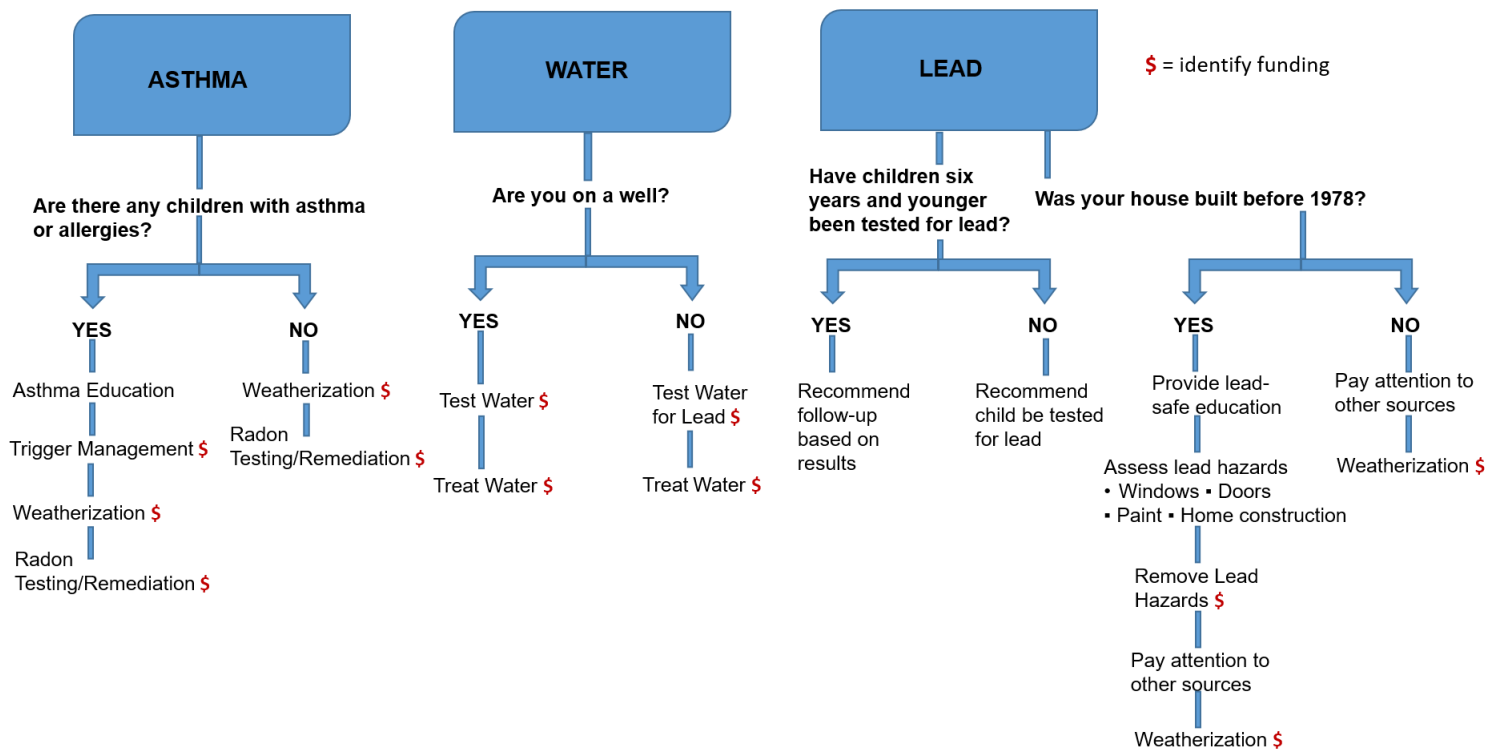 ASTHMA
Are there any children with asthma
or allergies?
YES
Asthma Education
Trigger Management $
Weatherization $
Radon
Testing/Remediation $
NO
Weatherization $
Radon
Testing/Remediation $
WATER
Are you on a well?
YES
Test Water $
Treat Water $
NO
Test Water
for Lead $
Treat Water $
LEAD
Have children six
years and younger
been tested for lead?
YES
Recommend
follow-up
based on
results
NO
Recommend
child be tested
for lead
Was your house built before 1978?
YES
Provide lead-
safe education
Assess lead hazards
• Windows ▪ Doors
▪ Paint ▪ Home construction
Remove Lead
Hazards $
Pay attention to
other sources
Weatherization $
NO
Pay attention to
other sources
Weatherization $
$ = identify funding